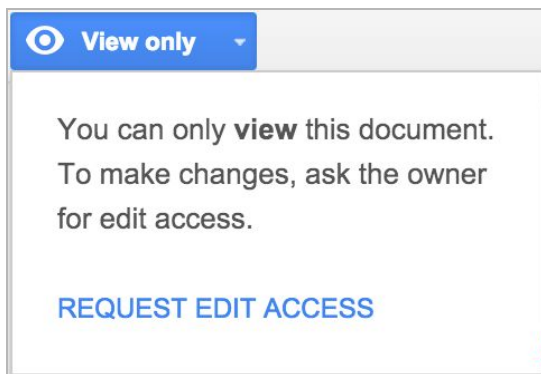 View only
You can only view this document.
To make changes, ask the owner
for edit access.
REQUEST EDIT ACCESS